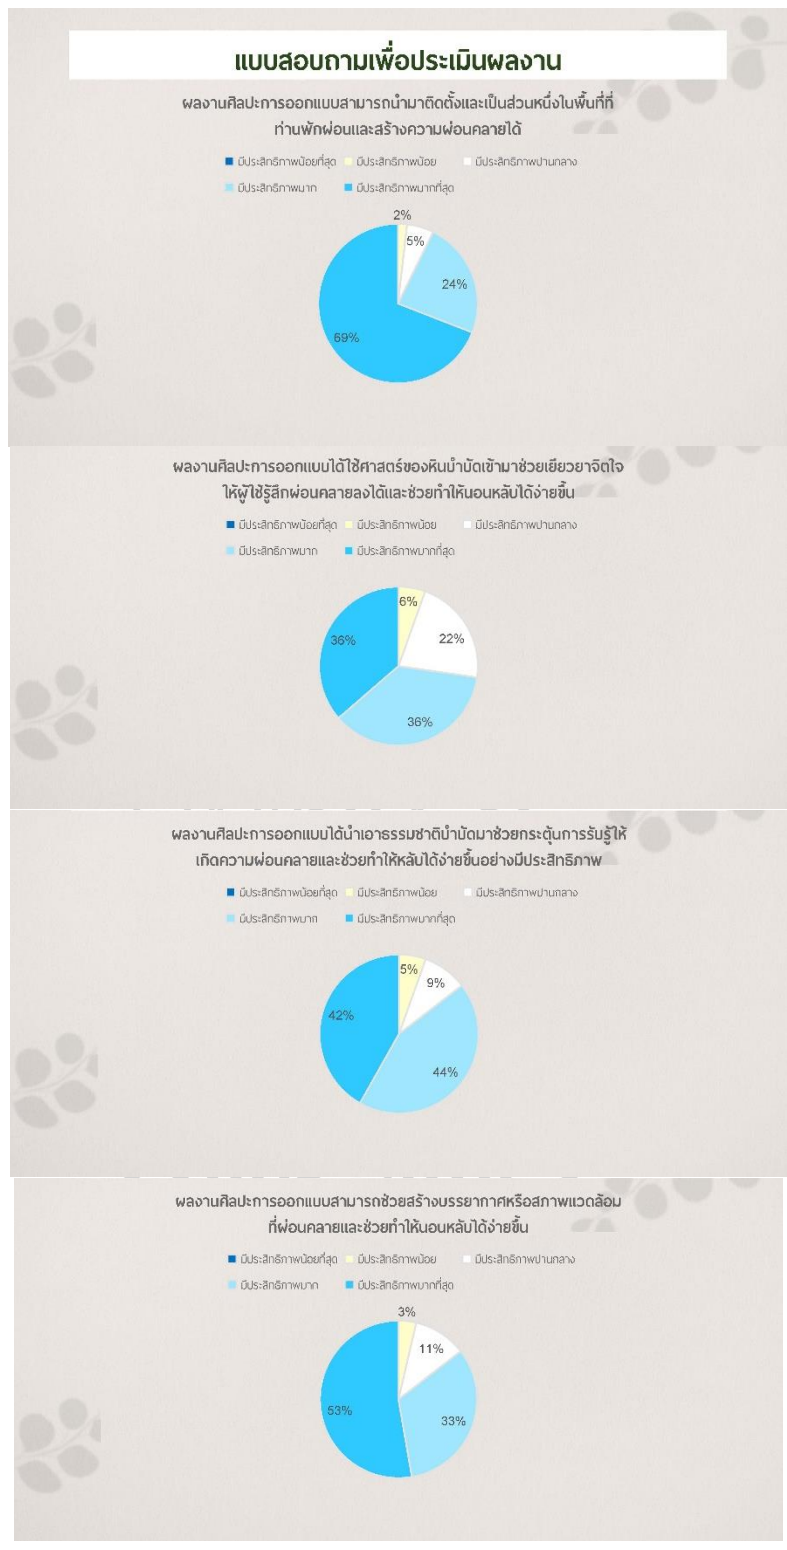 แบบสอบถามเพื่อประเมินผลงาน
ผลงานศิลปะการออกแบบสามารถนำมาติดตั้งและเป็นส่วนหนึ่งในพื้นที่ที่
ท่านพักผ่อนและสร้างความผ่อนคลายได้
มีประสิทธิภาพน้อยที่สุด มีประสิทธิภาพน้อย มีประสิทธิภาพปานกลาง
มีประสิทธิภาพมาก มีประสิทธิภาพมากที่สุด
2%
5%
24%
69%
ผลงานศิลปะการออกแบบได้ใช้ศาสตร์ของหินบำบัดเข้ามาช่วยเยียวยาจิตใจ
ให้ผู้ใช้รู้สึกผ่อนคลายลงได้และช่วยทำให้นอนหลับได้ง่ายขึ้น
มีประสิทธิภาพน้อยที่สุด มีประสิทธิภาพน้อย มีประสิทธิภาพปานกลาง
มีประสิทธิภาพมาก มีประสิทธิภาพมากที่สุด
6%
22%
36%
36%
ผลงานศิลปะการออกแบบได้นำเอาธรรมชาติบำบัดมาช่วยกระตุ้นการรับรู้ให้
เกิดความผ่อนคลายและช่วยทำให้หลับได้ง่ายขึ้นอย่างมีประสิทธิภาพ
มีประสิทธิภาพน้อยที่สุด มีประสิทธิภาพน้อย มีประสิทธิภาพปานกลาง
มีประสิทธิภาพมาก มีประสิทธิภาพมากที่สุด
5%
9%
42%
44%
ผลงานศิลปะการออกแบบสามารถช่วยสร้างบรรยากาศหรือสภาพแวดล้อม
ที่ผ่อนคลายและช่วยทำให้นอนหลับได้ง่ายขึ้น
มีประสิทธิภาพน้อยที่สุด มีประสิทธิภาพน้อย มีประสิทธิภาพปานกลาง
มีประสิทธิภาพมาก มีประสิทธิภาพมากที่สุด
3%
11%
53%
33%